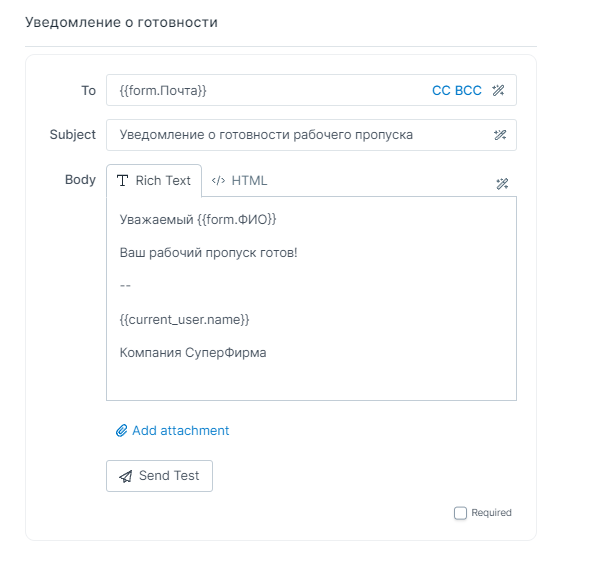 Уведомление о готовности
To
{{form.Почта}}
CC BCC
Subject
Уведомление о готовности рабочего пропуска
Body
Rich Text
</> HTML
Уважаемый {{form.ФИО}}
Ваш рабочий пропуск готов!
--
{{current_user.name}}
Компания СуперФирма
Add attachment
Send Test
Required